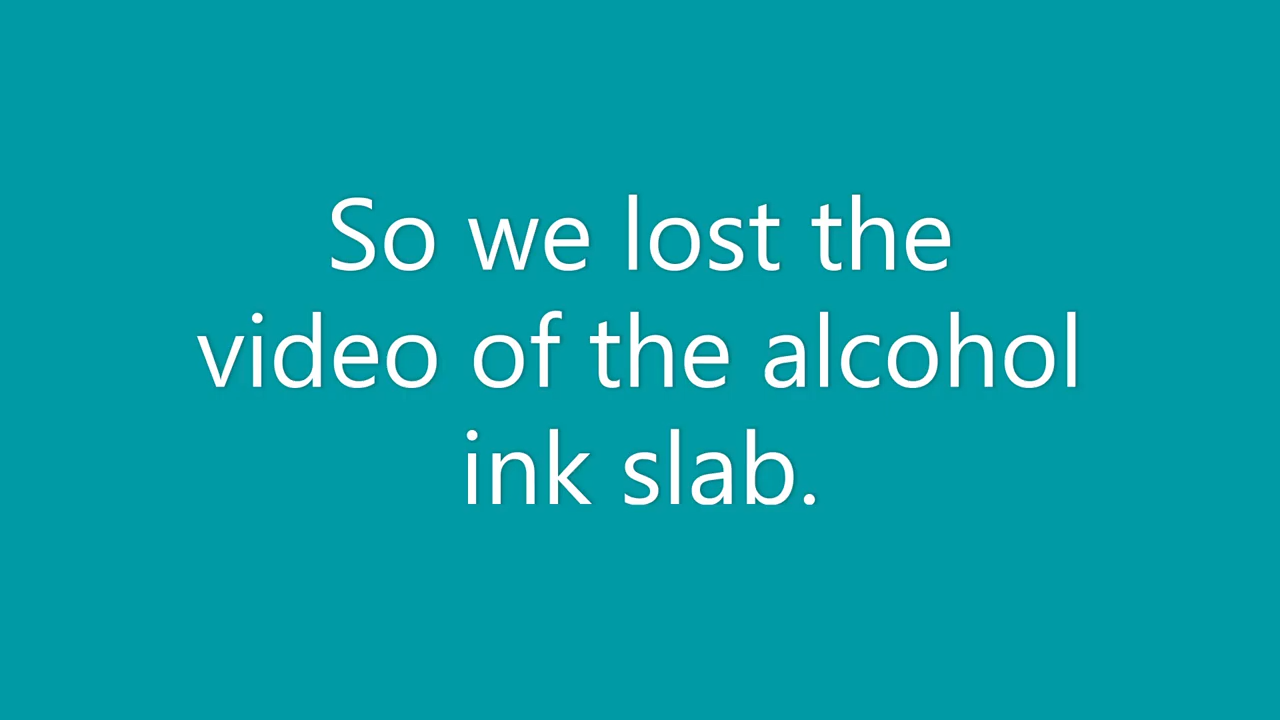 So we lost the
video of the alcohol
ink slab.